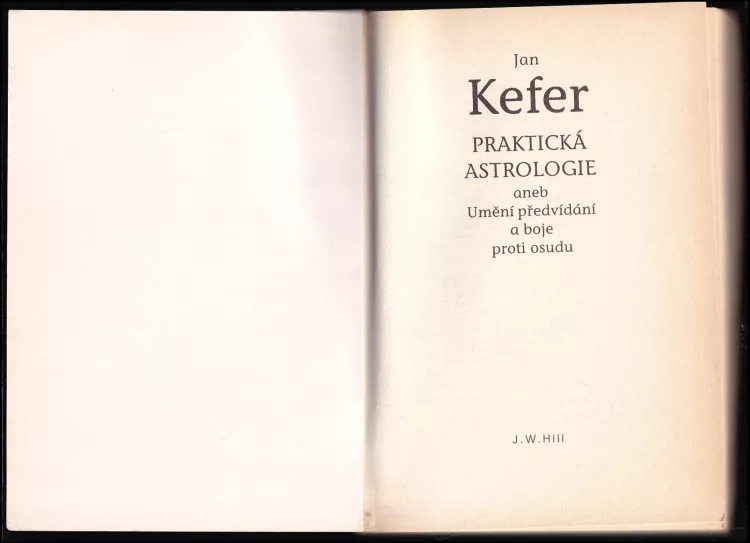 Jan
Kefer
PRAKTICKÁ
ASTROLOGIE
aneb
Umění předvídání
a boje
proti osudu
J.W.Hill